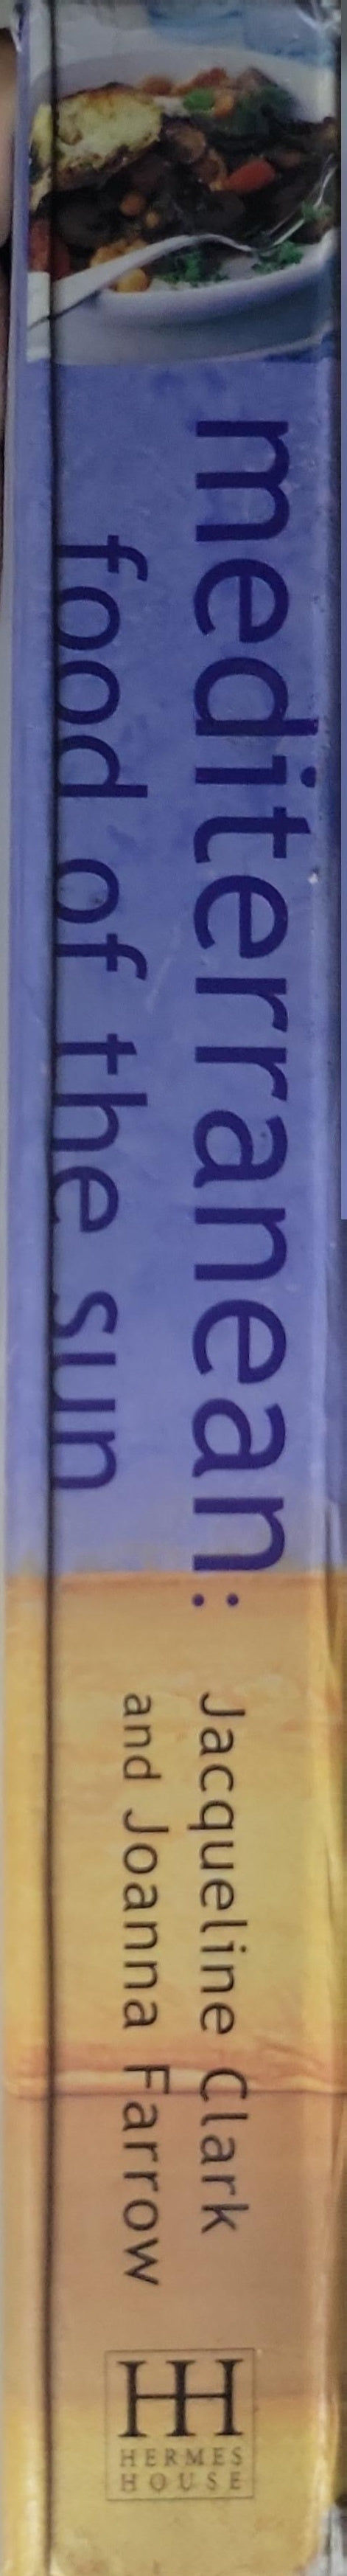 mediterranean:
food of the sun
Jacqueline Clark
and Joanna Farrow
HH
HERMES
HOUSE